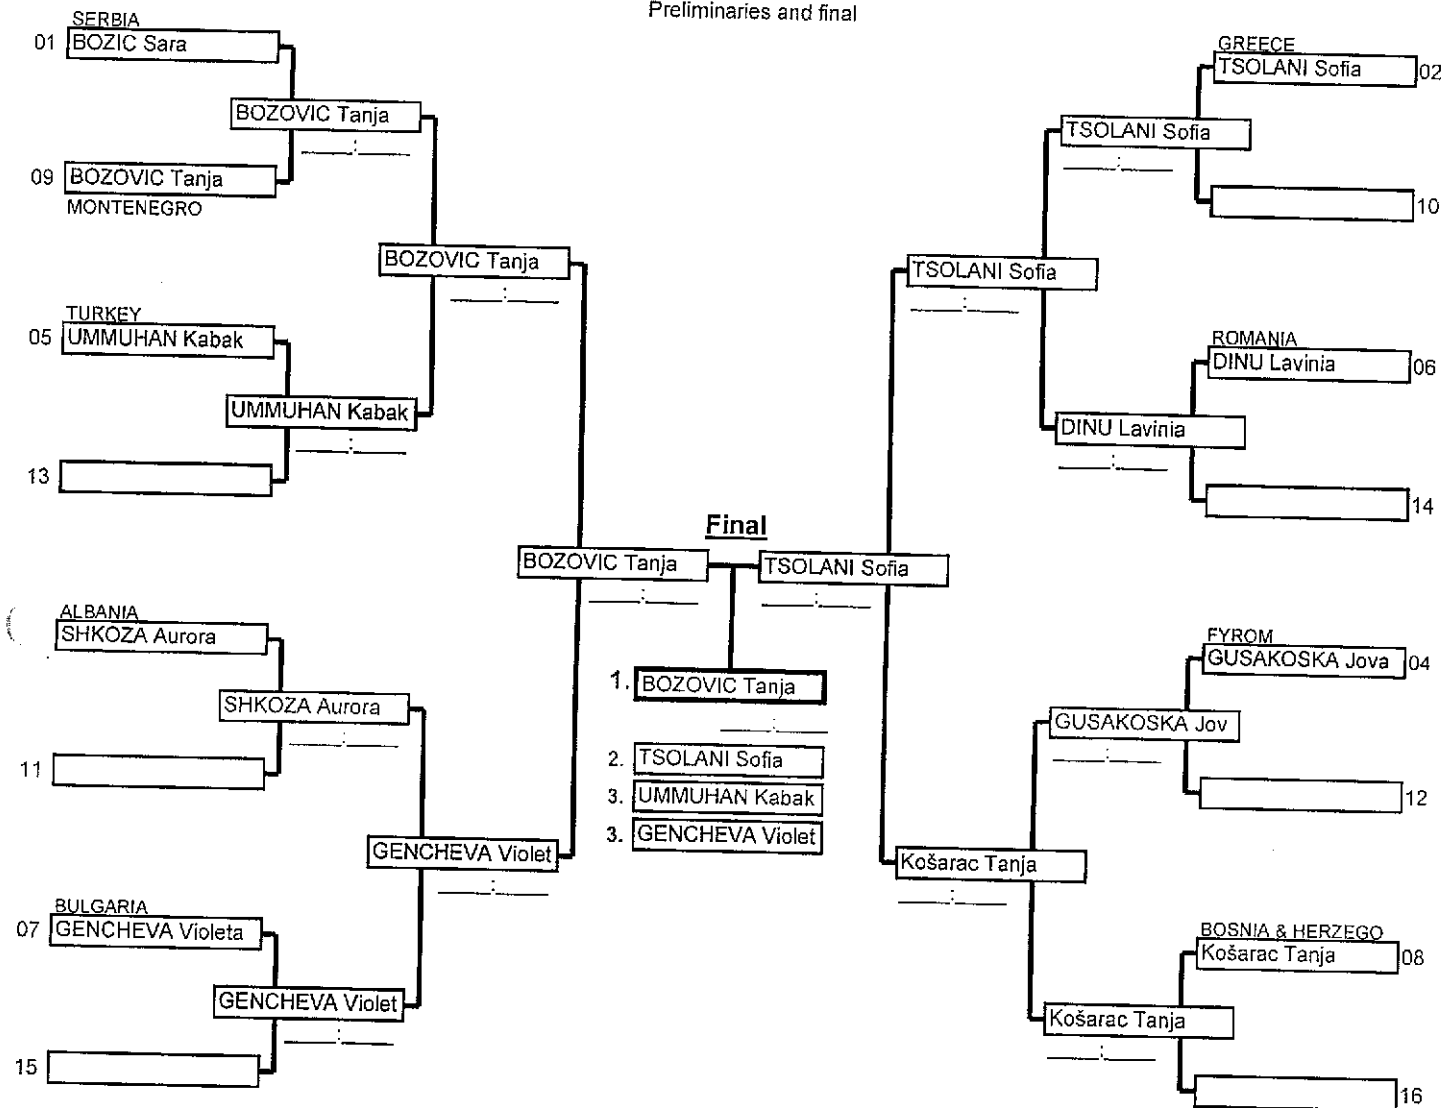 Preliminaries and final
SERBIA
01 BOZIC Sara
BOZOVIC Tanja
09 BOZOVIC Tanja
MONTENEGRO
BOZOVIC Tanja
TURKEY
05 UMMUHAN Kabak
UMMUHAN Kabak
13
BOZOVIC Tanja
ALBANIA
SHKOZA Aurora
SHKOZA Aurora
11
GENCHEVA Violet
BULGARIA
07 GENCHEVA Violeta
GENCHEVA Violet
15
Final
1. BOZOVIC Tanja
2. TSOLANI Sofia
3. UMMUHAN Kabak
3. GENCHEVA Violet
GREECE
TSOLANI Sofia 02
TSOLANI Sofia
10
TSOLANI Sofia
ROMANIA
DINU Lavinia 06
DINU Lavinia
14
TSOLANI Sofia
FYROM
GUSAKOSKA Jova 04
GUSAKOSKA Jov
12
Košarac Tanja
BOSNIA & HERZEGO
Košarac Tanja 08
Košarac Tanja
16